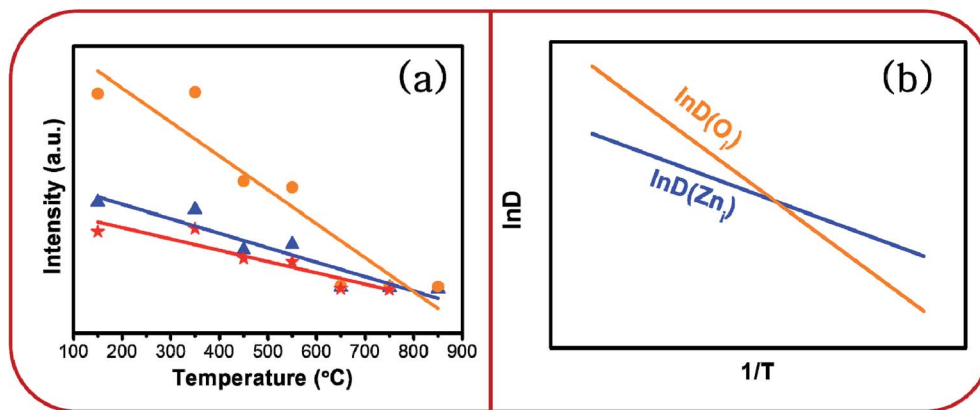 (a)
Intensity (a.u.)
100 200 300 400 500 600 700 800 900
Temperature (°C)
(b)
lnD(Oi)
lnD(Zni)
lnD
1/T